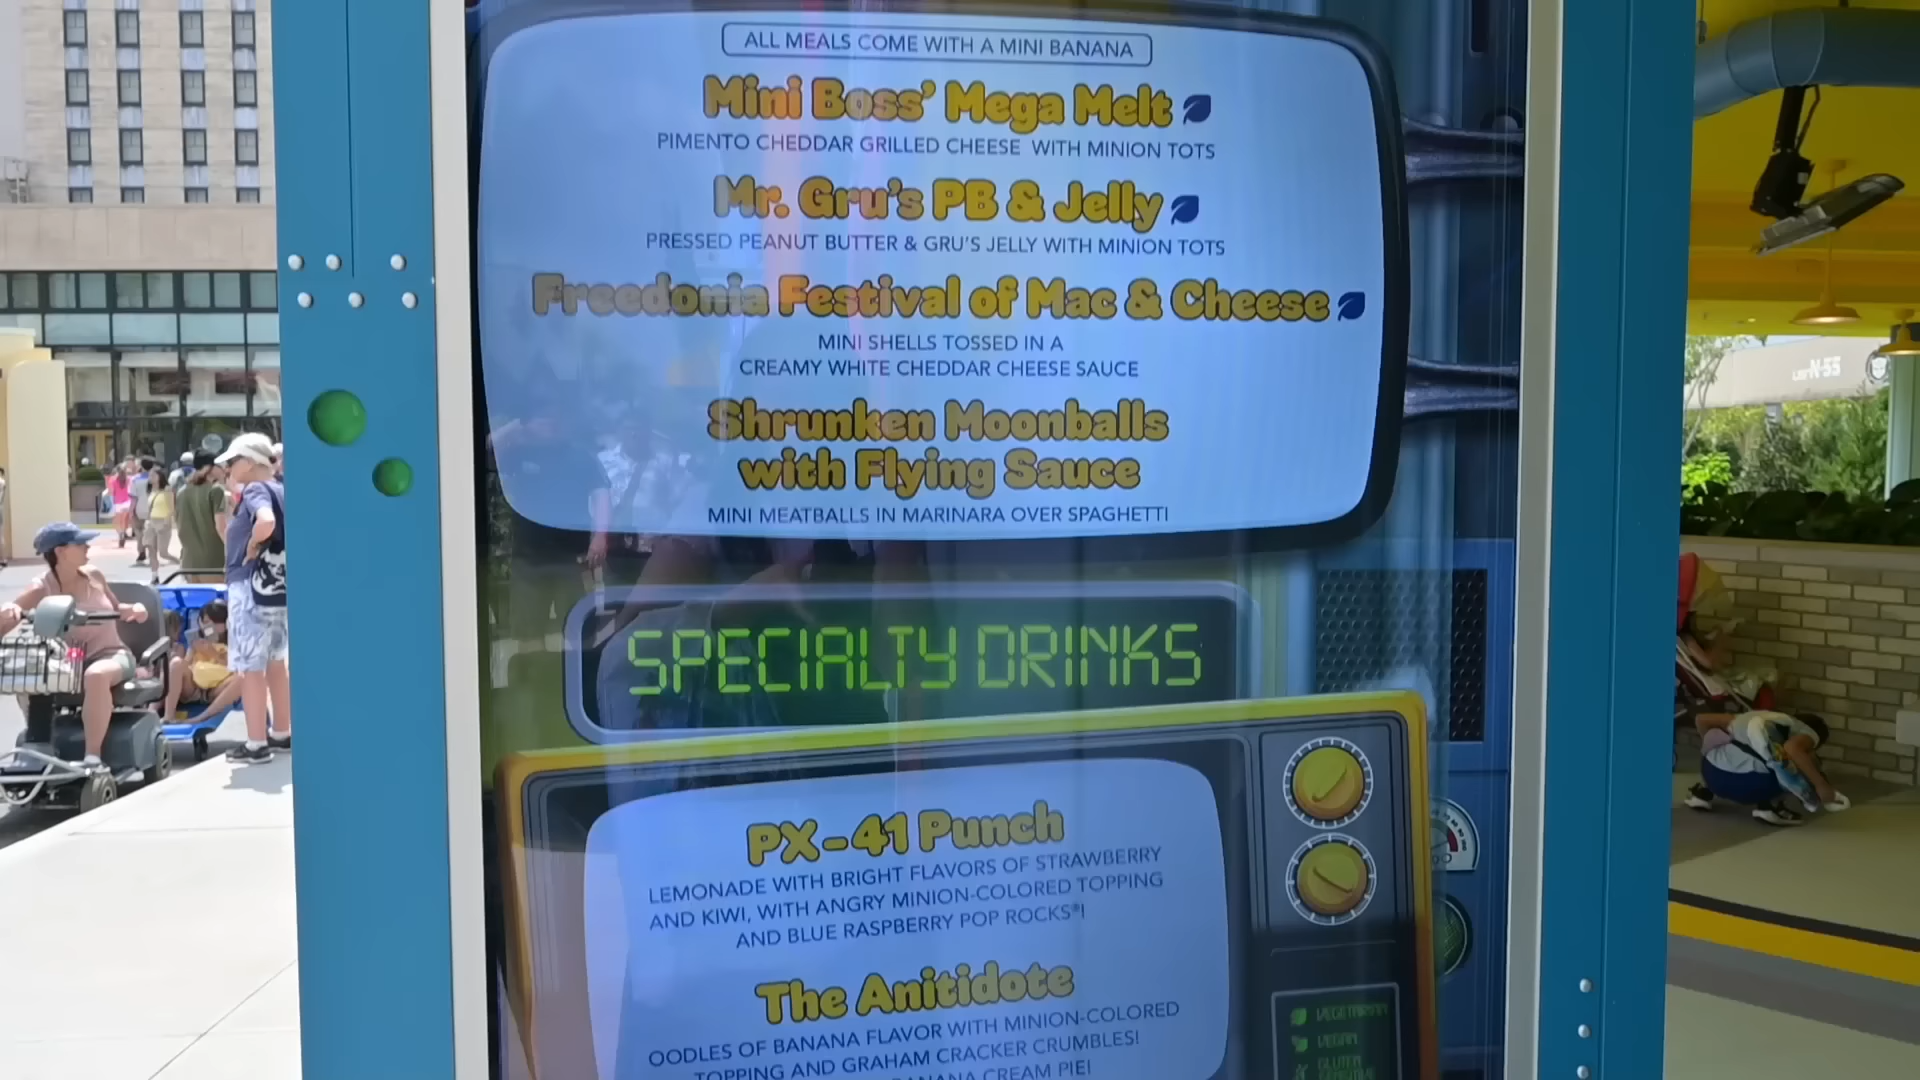 ALL MEALS COME WITH A MINI BANANA
Mini Boss' Mega Melt
PIMENTO CHEDDAR GRILLED CHEESE WITH MINION TOTS
Mr. Gru's PB & Jelly
PRESSED PEANUT BUTTER & GRU'S JELLY WITH MINION TOTS
Freedonia Festival of Mac & Cheese
MINI SHELLS TOSSED IN A
CREAMY WHITE CHEDDAR CHEESE SAUCE
Shrunken Moonballs
with Flying Sauce
MINI MEATBALLS IN MARINARA OVER SPAGHETTI
SPECIALTY DRINKS
PX-41 Punch
LEMONADE WITH BRIGHT FLAVORS OF STRAWBERRY
AND KIWI, WITH ANGRY MINION-COLORED TOPPING
AND BLUE RASPBERRY POP ROCKS®!
The Anitidote
OODLES OF BANANA FLAVOR WITH MINION-COLORED
TOPPING AND GRAHAM CRACKER CRUMBLES!
BANANA CREAM PIE!
VEGETARIAN
VEGAN
GLUTEN
N-55